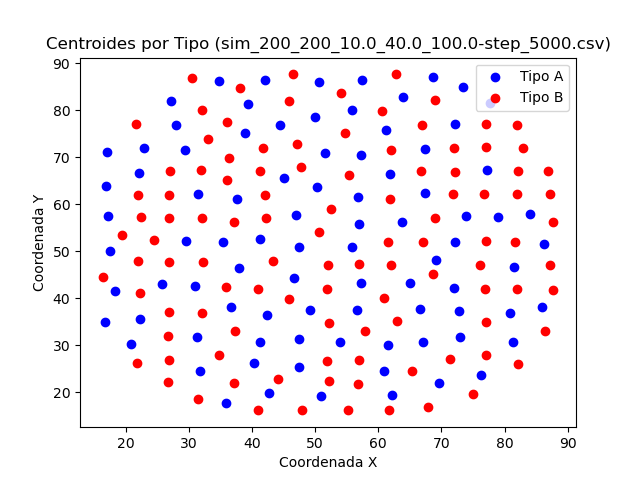 Centroides por Tipo (sim_200_200_10.0_40.0_100.0-step_5000.csv)
Tipo A
Tipo B
90
80
70
60
50
40
30
20
Coordenada Y
20 30 40 50 60 70 80 90
Coordenada X